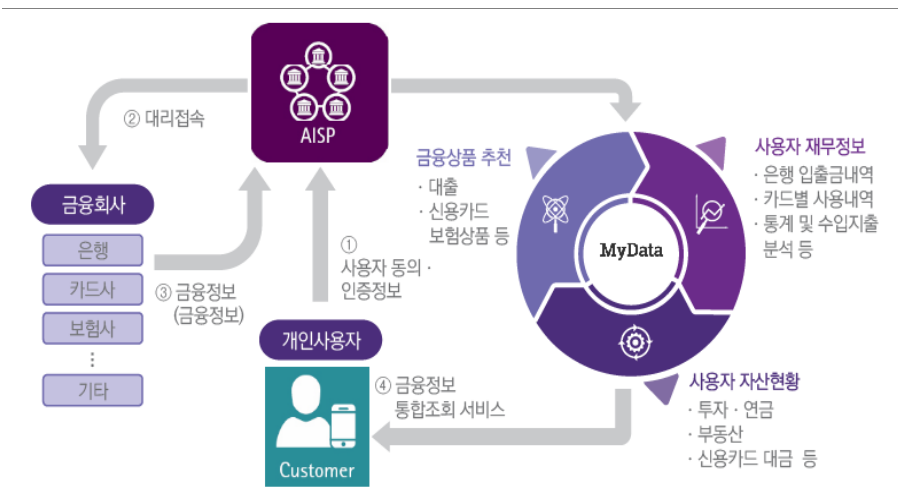 AISP
② 대리접속
금융회사
은행
카드사
보험사
⋮
기타
③ 금융정보
(금융정보)
①
사용자 동의 ·
인증정보
개인사용자
Customer
④ 금융정보
통합조회 서비스
금융상품 추천
· 대출
· 신용카드
보험상품 등
MyData
사용자 재무정보
· 은행 입출금내역
· 카드별 사용내역
· 통계 및 수입지출
분석 등
사용자 자산현황
· 투자 · 연금
· 부동산
· 신용카드 대금 등